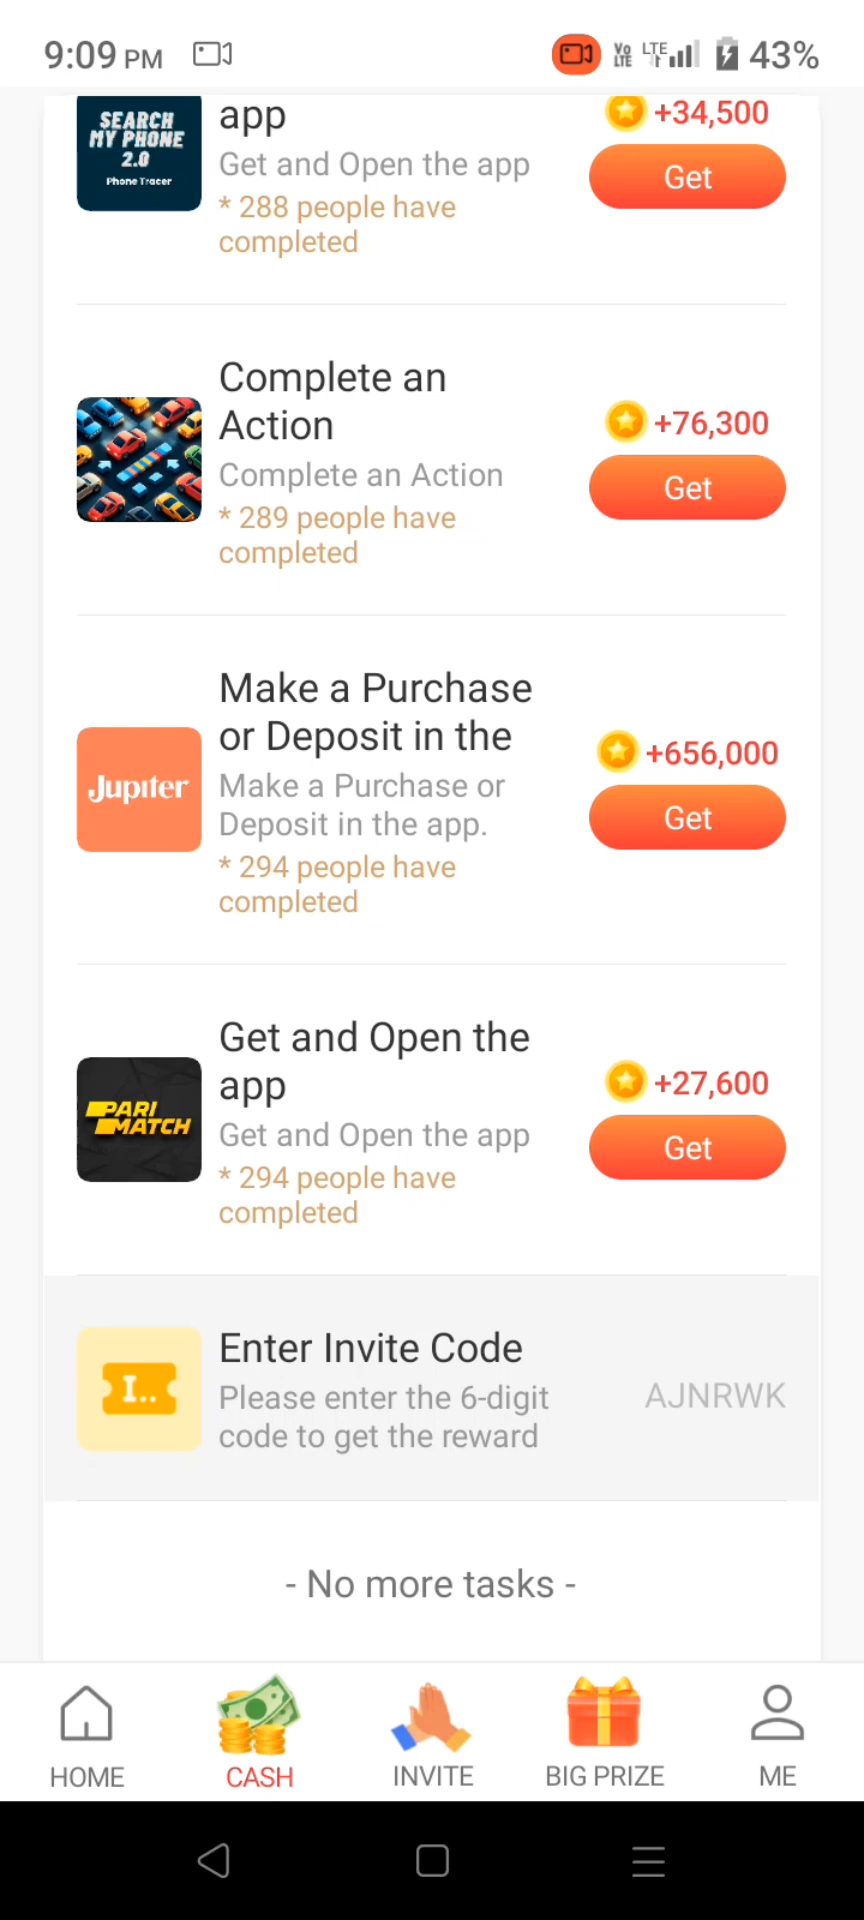 9:09 PM
Vo
LTE
LTE
43%
SEARCH
MY PHONE
2.0
Phone Tracer
app
Get and Open the app
* 288 people have
completed
+34,500
Get
Complete an
Action
Complete an Action
* 289 people have
completed
+76,300
Get
Jupiter
Make a Purchase
or Deposit in the
Make a Purchase or
Deposit in the app.
* 294 people have
completed
+656,000
Get
PARI
MATCH
Get and Open the
app
Get and Open the app
* 294 people have
completed
+27,600
Get
I..
Enter Invite Code
Please enter the 6-digit
code to get the reward
AJNRWK
- No more tasks -
HOME
CASH
INVITE
BIG PRIZE
ME